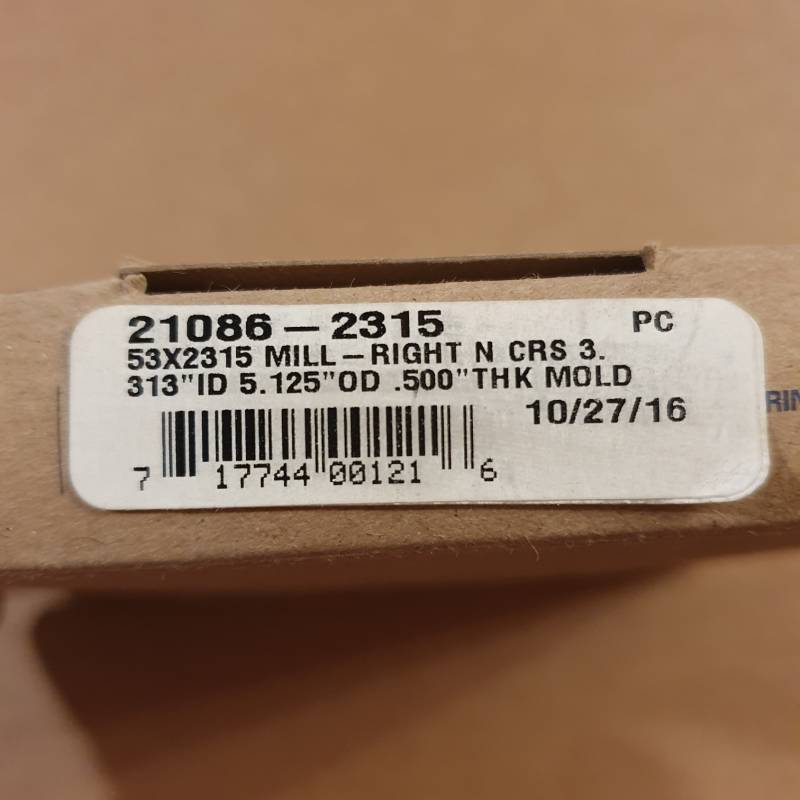 21086-2315 PC
53X2315 MILL-RIGHT N CRS 3.
313"ID 5.125"OD .500"THK MOLD
10/27/16
7 17744 00121 6
RIN